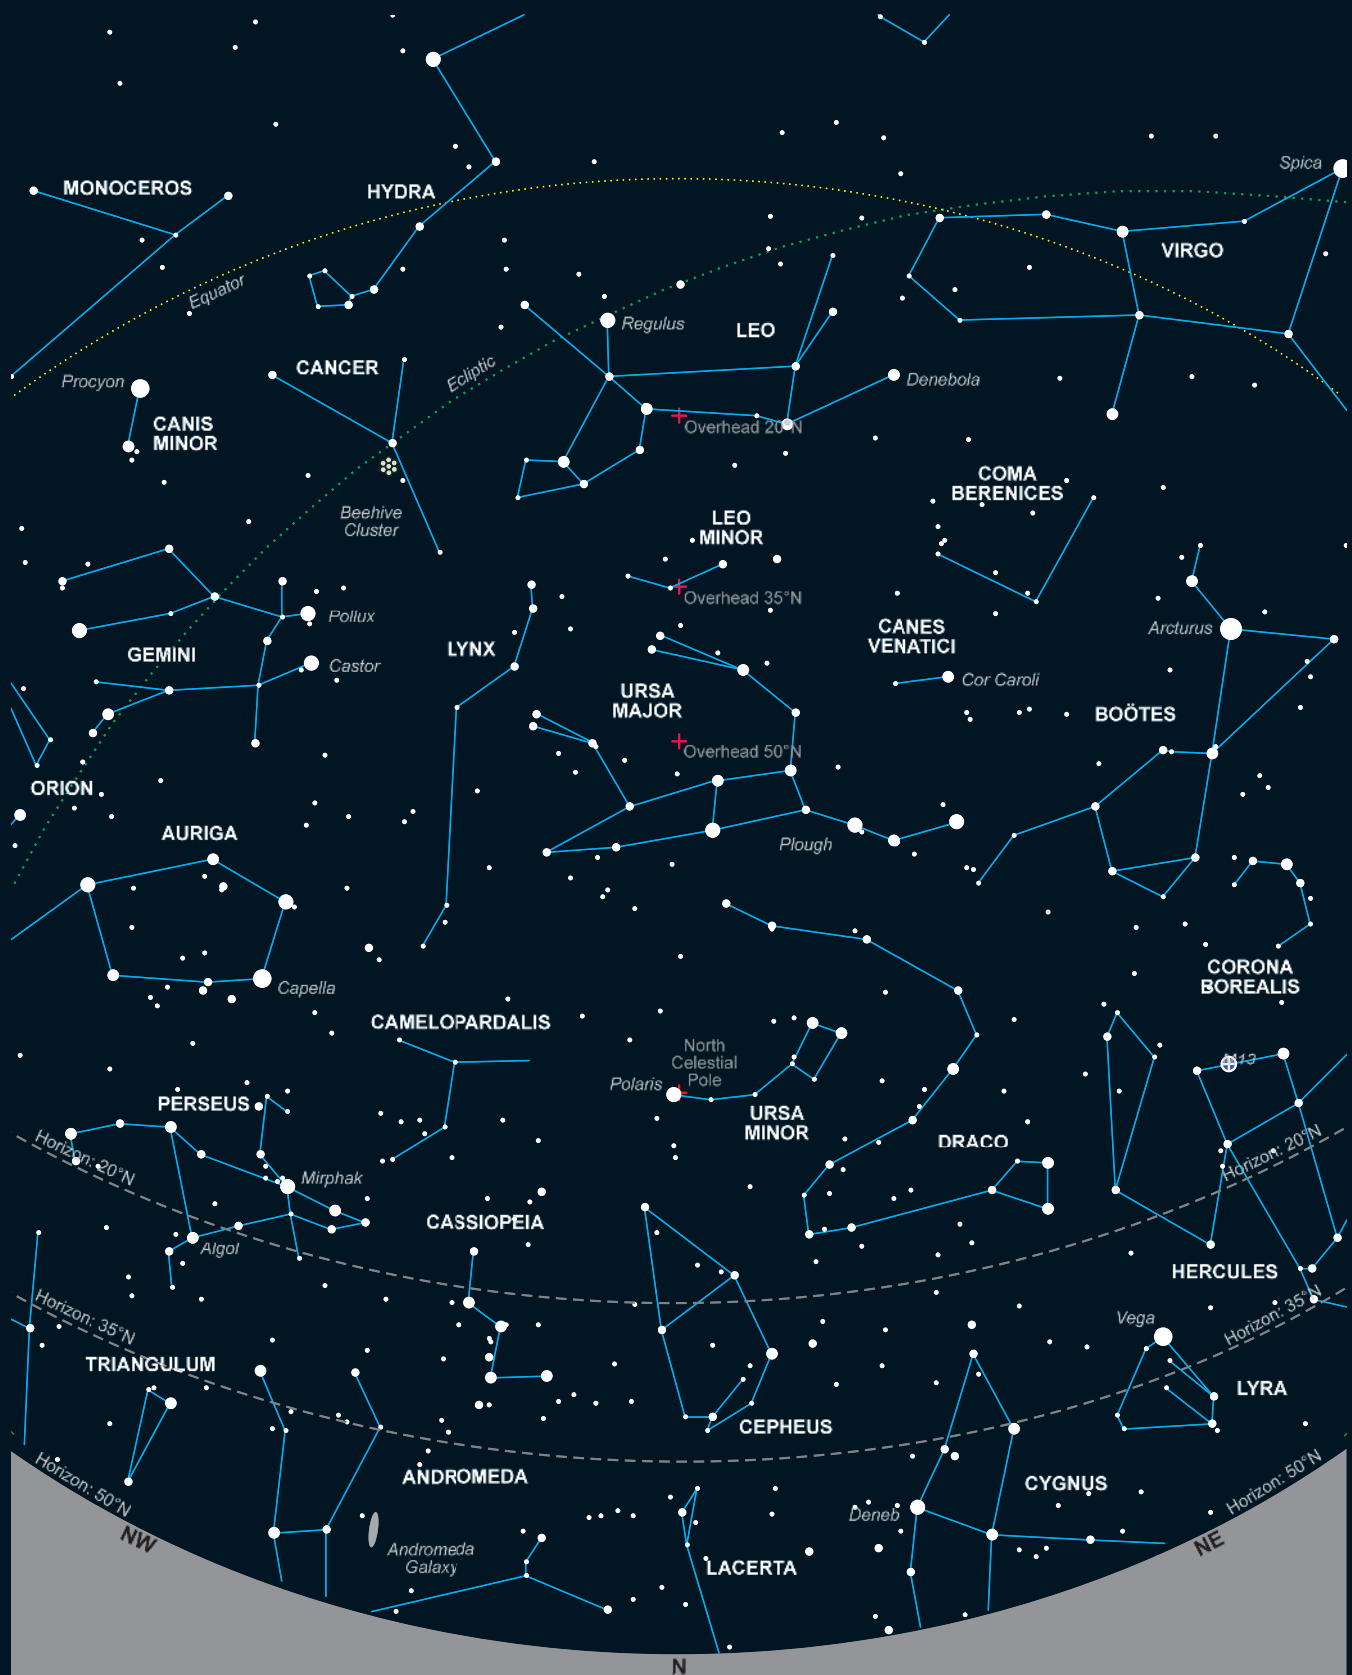 Spica
MONOCEROS
HYDRA
VIRGO
Equator
Regulus
LEO
CANCER
Ecliptic
Procyon
Denebola
CANIS
MINOR
Overhead 20°N
COMA
BERENICES
Beehive
Cluster
LEO
MINOR
Overhead 35°N
Pollux
CANES
VENATICI
Arcturus
GEMINI
LYNX
Castor
Cor Caroli
URSA
MAJOR
BOÖTES
Overhead 50°N
ORION
AURIGA
Plough
CORONA
BOREALIS
Capella
CAMELOPARDALIS
North
Celestial
Pole
M13
Polaris
PERSEUS
URSA
MINOR
DRACO
Horizon: 20°N
Horizon: 20°N
Mirphak
CASSIOPEIA
Algol
HERCULES
Horizon: 35°N
Horizon: 35°N
Vega
TRIANGULUM
LYRA
CEPHEUS
ANDROMEDA
CYGNUS
Horizon: 50°N
Horizon: 50°N
Deneb
NW
NE
Andromeda
Galaxy
LACERTA
N